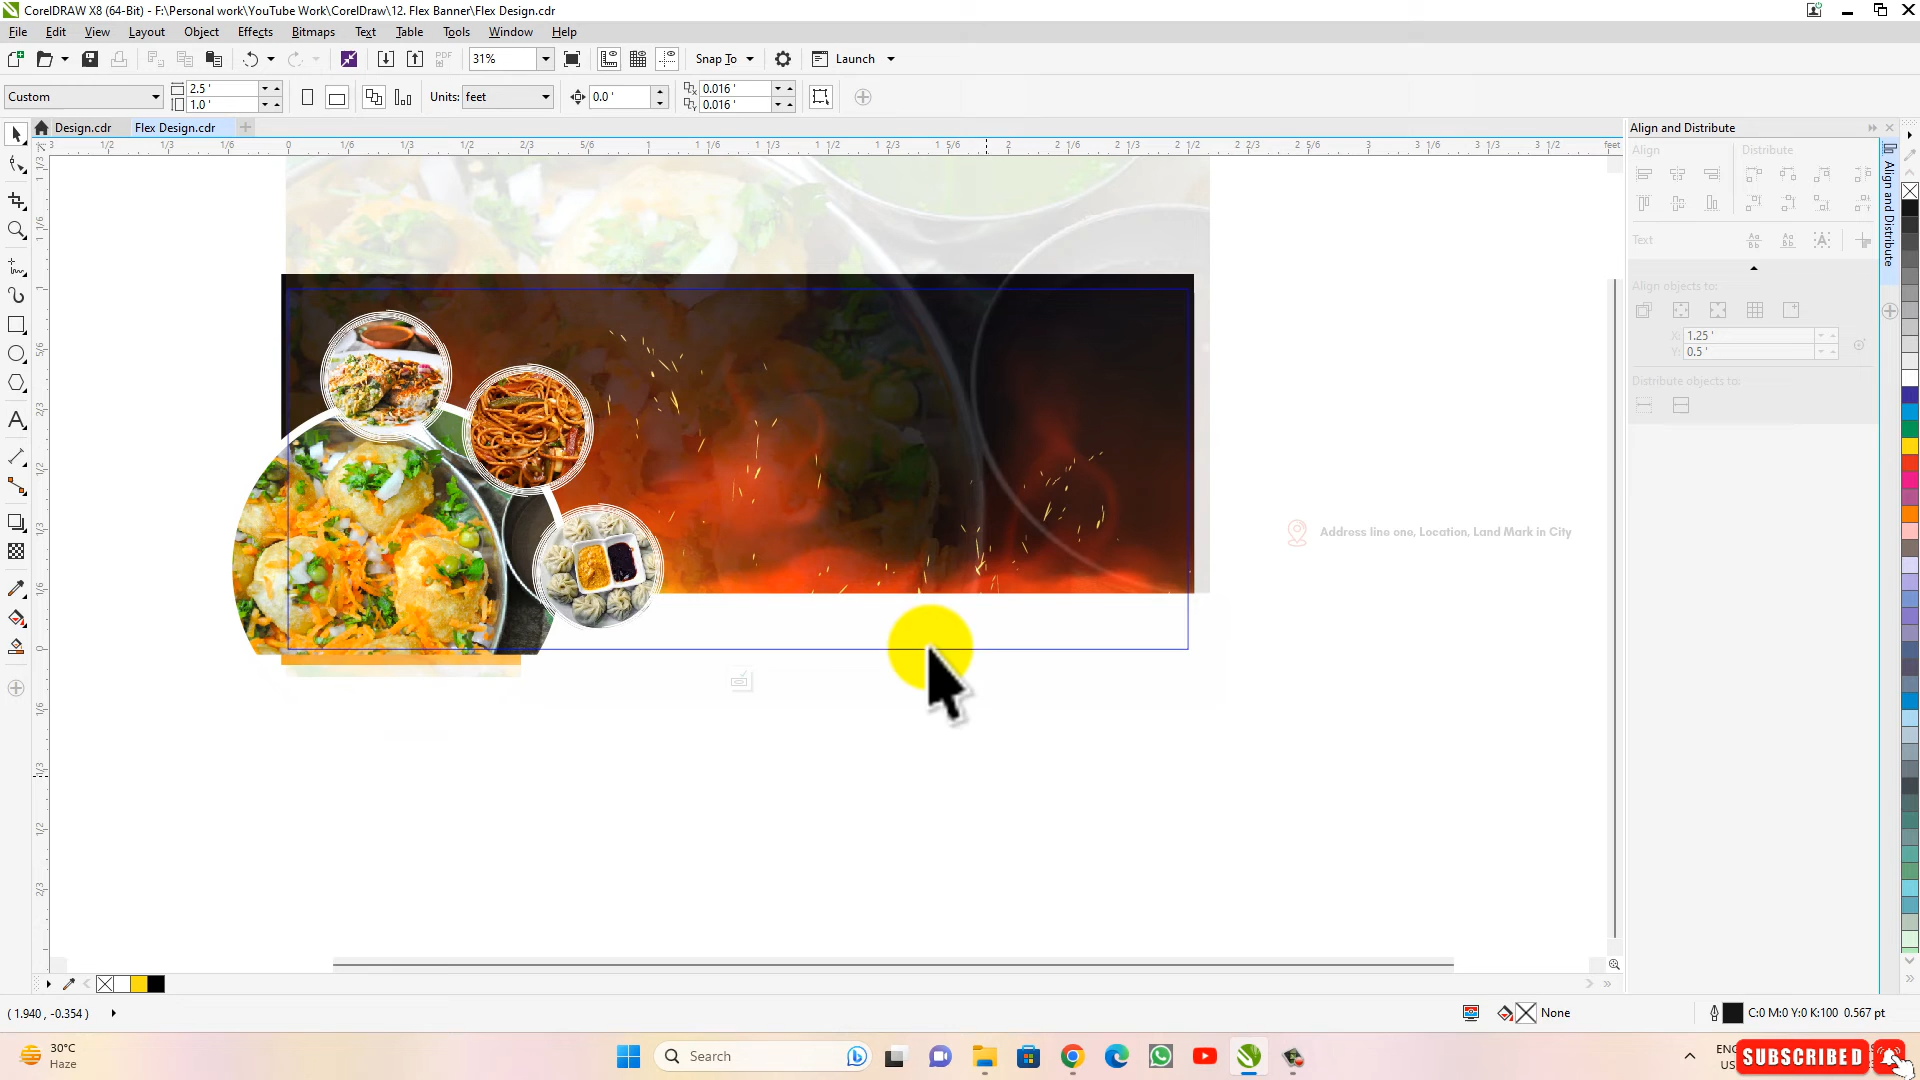 CorelDRAW X8 (64-Bit) - F:\Personal work\YouTube Work\CorelDraw\12. Flex Banner\Flex Design.cdr
File Edit View Layout Object Effects Bitmaps Text Table Tools Window Help
PDF 31% Snap To Launch
Custom 2.5 ' 1.0 ' Units: feet 0.0 ' 0.016 ' 0.016 '
Design.cdr Flex Design.cdr
Align and Distribute
3 1/2 1/3 1/6 0 1/6 1/3 1/2 2/3 5/6 1 1 1/6 1 1/3 1 1/2 1 2/3 1 5/6 2 2 1/6 2 1/3 2 1/2 2 2/3 2 5/6 3 3 1/6 3 1/3 3 1/2 feet
Align Distribute
Align and Distribute
Text
Align objects to:
X: 1.25 '
Y: 0.5 '
Distribute objects to:
Address line one, Location, Land Mark in City
( 1.940 , -0.354 ) None C:0 M:0 Y:0 K:100 0.567 pt
30°C
Haze
Search
ENG
US
SUBSCRIBED